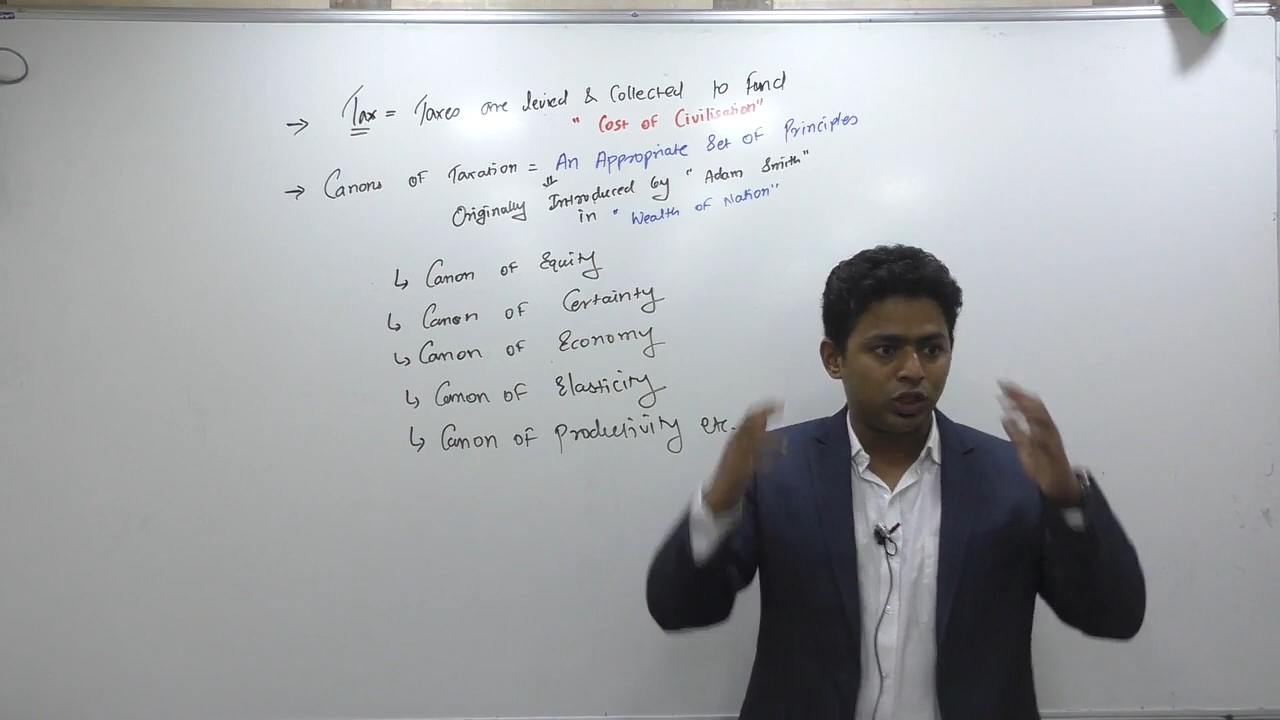 → Tax = Taxes are levied & Collected to Fund
" Cost of Civilisation"
→ Canons of Taxation = An Appropriate Set of Principles
Originally Introduced by " Adam Smith"
in " Wealth of Nation"
↳ Canon of Equity
↳ Canon of Certainty
↳ Canon of Economy
↳ Canon of Elasticity
↳ Canon of Productivity etc.